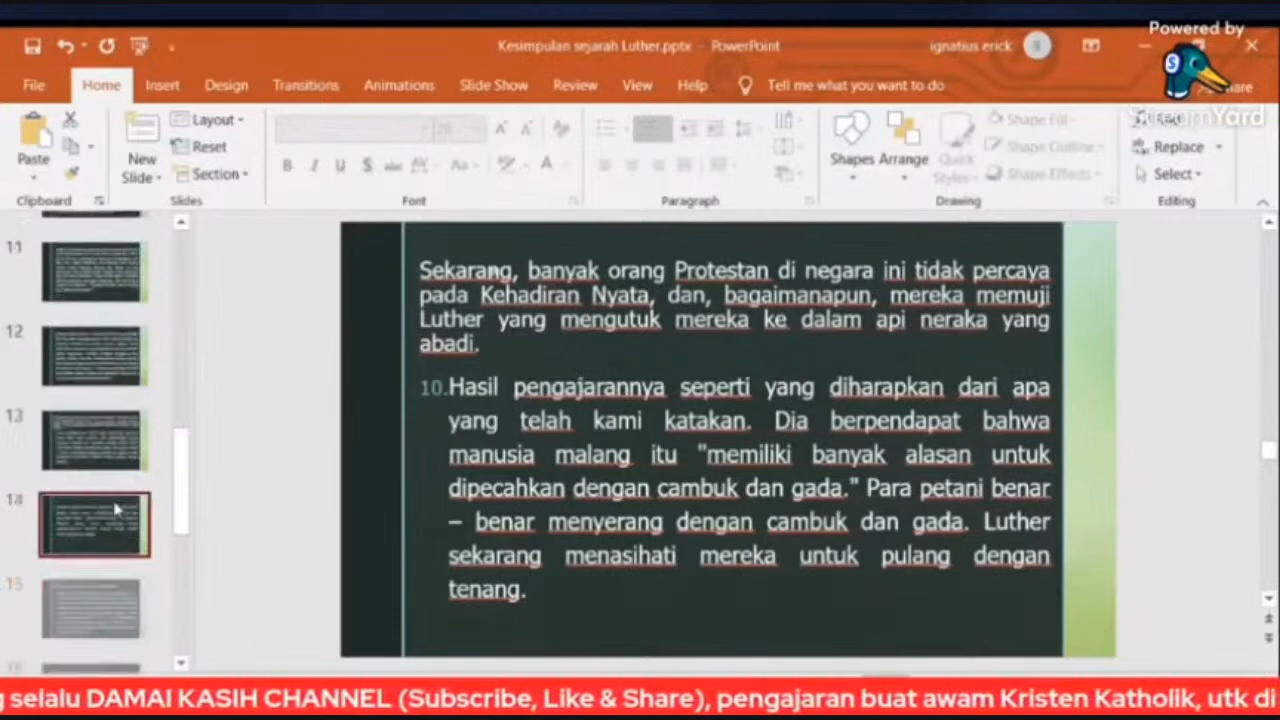 Powered by
StreamYard
Kesimpulan sejarah Luther.pptx - PowerPoint
ignatius erick
File Home Insert Design Transitions Animations Slide Show Review View Help Tell me what you want to do
Paste
New Slide
Layout
Reset
Section
Shapes
Arrange
Quick Styles
Shape Fill
Shape Outline
Shape Effects
Replace
Select
Clipboard Slides Font Paragraph Drawing Editing
11
12
13
14
15
Sekarang, banyak orang Protestan di negara ini tidak percaya
pada Kehadiran Nyata, dan, bagaimanapun, mereka memuji
Luther yang mengutuk mereka ke dalam api neraka yang
abadi.
10.Hasil pengajarannya seperti yang diharapkan dari apa
yang telah kami katakan. Dia berpendapat bahwa
manusia malang itu "memiliki banyak alasan untuk
dipecahkan dengan cambuk dan gada." Para petani benar
– benar menyerang dengan cambuk dan gada. Luther
sekarang menasihati mereka untuk pulang dengan
tenang.
selalu DAMAI KASIH CHANNEL (Subscribe, Like & Share), pengajaran buat awam Kristen Katholik, utk di